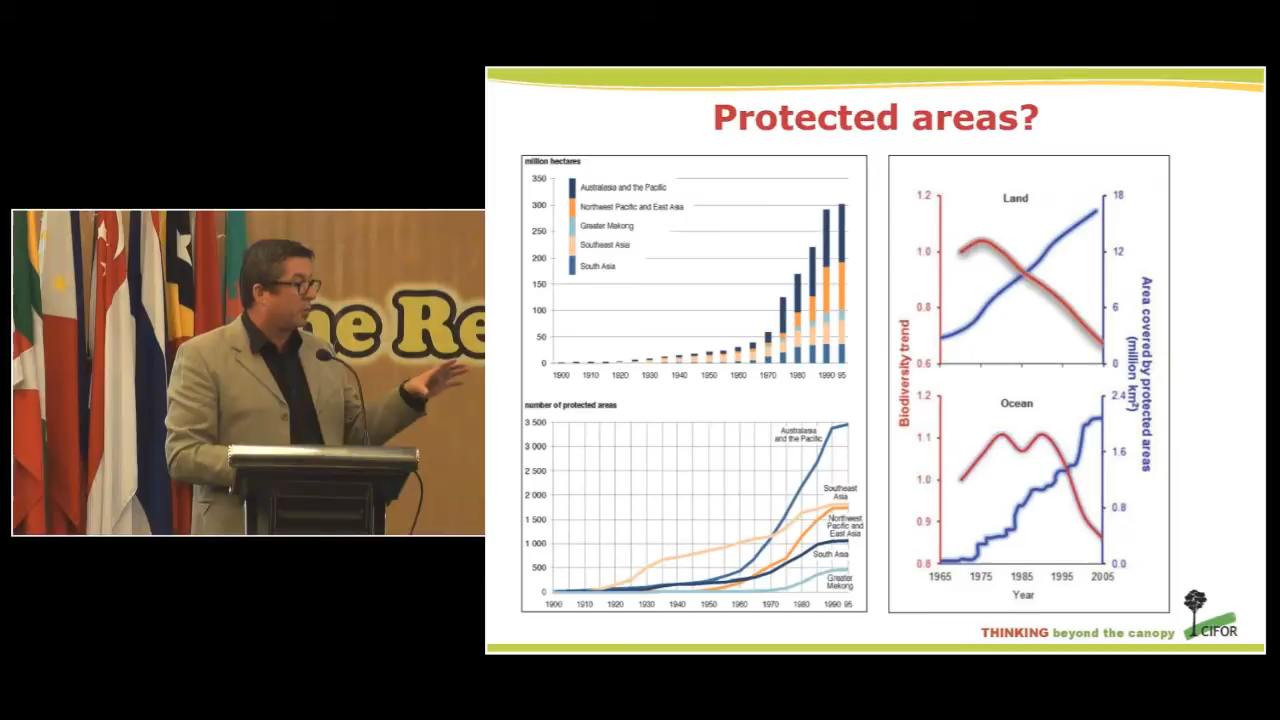 ne Re
Protected areas?
million hectares
350
300
250
200
150
100
50
0
Australasia and the Pacific
Northwest Pacific and East Asia
Greater Mekong
Southeast Asia
South Asia
1900 1910 1920 1930 1940 1950 1960 1970 1980 1990 95
number of protected areas
3 500
3 000
2 500
2 000
1 500
1 000
500
0
Australasia
and the Pacific
Southeast
Asia
Northwest
Pacific and
East Asia
South Asia
Greater
Mekong
1900 1910 1920 1930 1940 1950 1960 1970 1980 1990 95
Biodiversity trend
1.2
1.0
0.8
0.6
Land
18
12
6
0
1.2
1.1
1.0
0.9
0.8
Ocean
2.4
1.6
0.8
0.0
1965 1975 1985 1995 2005
Year
Area covered by protected areas
(million km²)
THINKING beyond the canopy
CIFOR